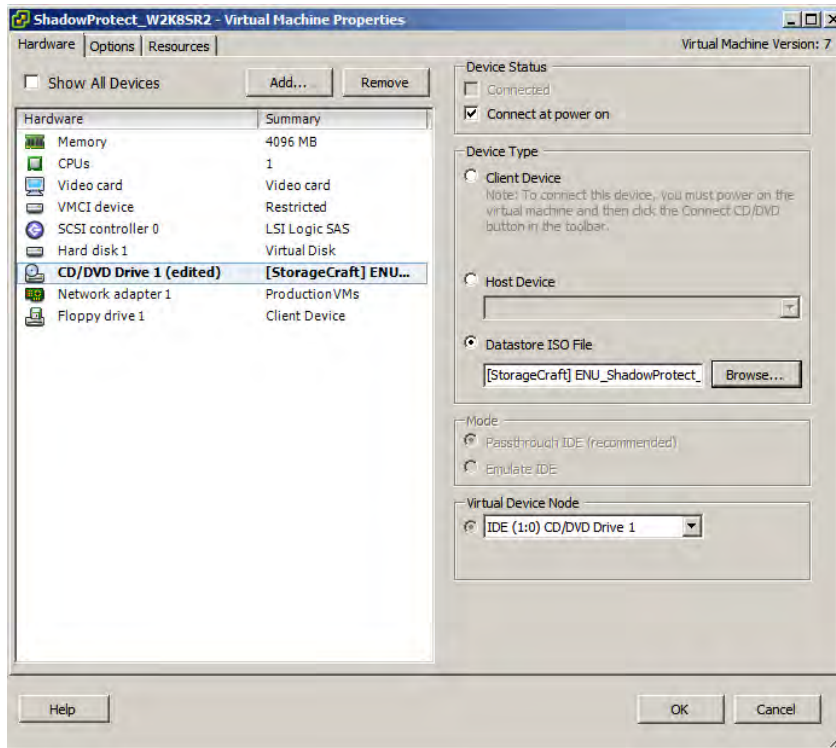 ShadowProtect_W2K8SR2 - Virtual Machine Properties
Hardware Options Resources
Virtual Machine Version: 7
Show All Devices
Add...
Remove
Hardware Summary
Memory 4096 MB
CPUs 1
Video card Video card
VMCI device Restricted
SCSI controller 0 LSI Logic SAS
Hard disk 1 Virtual Disk
CD/DVD Drive 1 (edited) [StorageCraft] ENU...
Network adapter 1 ProductionVMs
Floppy drive 1 Client Device
Device Status
Connected
Connect at power on
Device Type
Client Device
Note: To connect this device, you must power on the
virtual machine and then click the Connect CD/DVD
button in the toolbar.
Host Device
Datastore ISO File
[StorageCraft] ENU_ShadowProtect_
Browse...
Mode
Passthrough IDE (recommended)
Emulate IDE
Virtual Device Node
IDE (1:0) CD/DVD Drive 1
Help
OK
Cancel